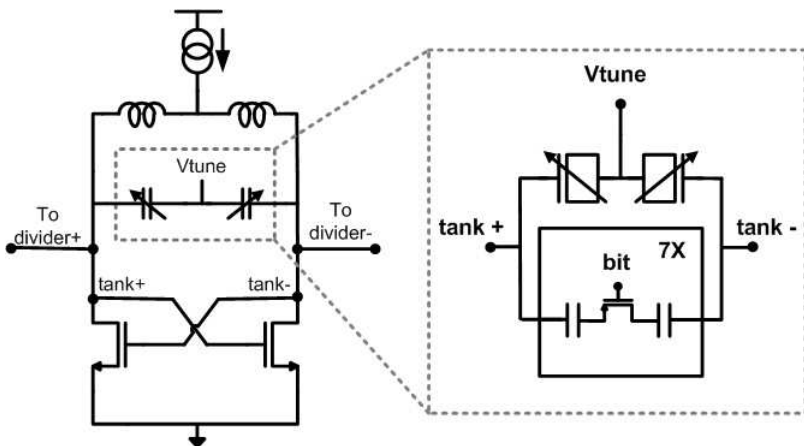 Vtune
Vtune
To
divider+
To
divider-
tank+
tank-
tank +
tank -
7X
bit